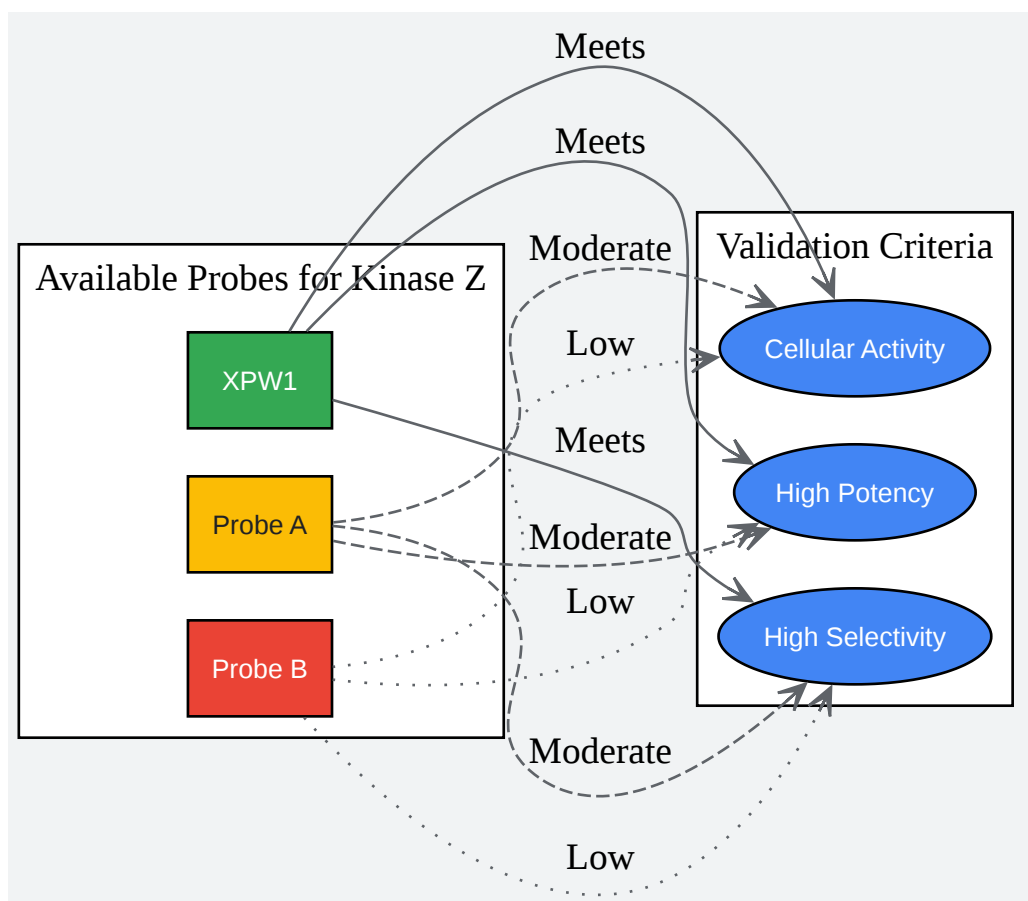 Meets
Meets
Moderate
Validation Criteria
Available Probes for Kinase Z
Low
Cellular Activity
XPW1
Meets
High Potency
Probe A
Moderate
Low
High Selectivity
Probe B
Moderate
Low